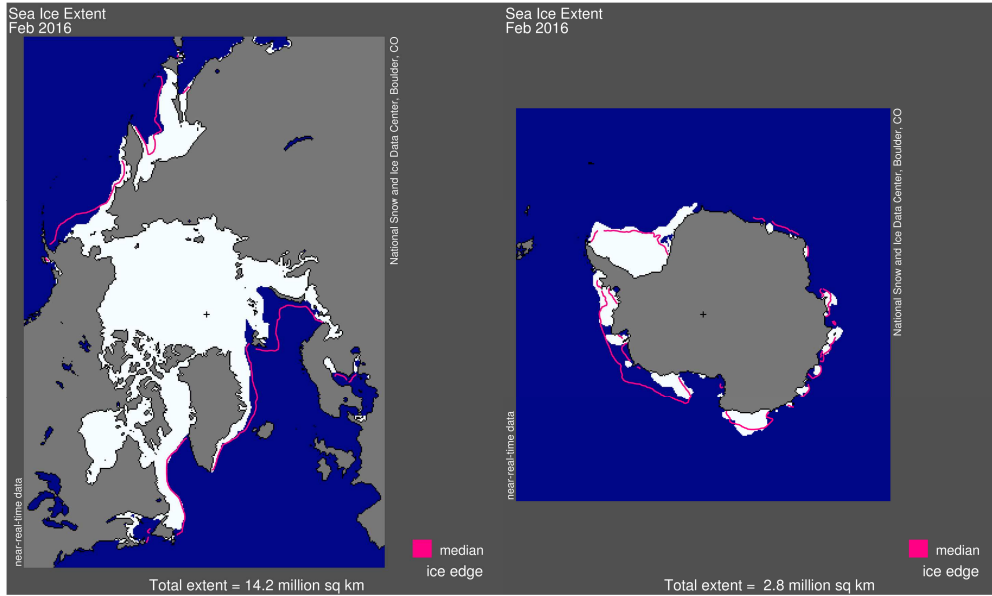 Sea Ice Extent
Feb 2016
National Snow and Ice Data Center, Boulder, CO
near-real-time data
median
ice edge
Total extent = 14.2 million sq km
Sea Ice Extent
Feb 2016
National Snow and Ice Data Center, Boulder, CO
near-real-time data
median
ice edge
Total extent = 2.8 million sq km